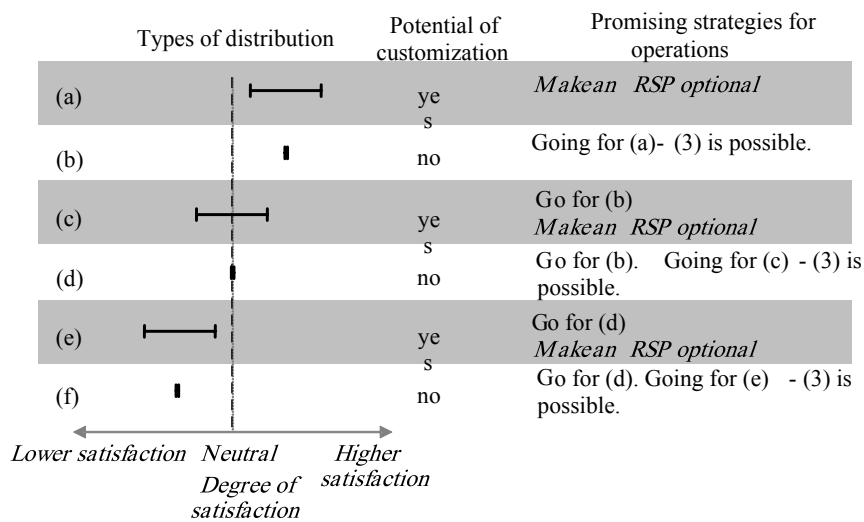 Types of distribution
Potential of
customization
Promising strategies for
operations
(a)
ye
s
Makean RSP optional
(b)
no
Going for (a)- (3) is possible.
(c)
ye
s
Go for (b)
Makean RSP optional
(d)
no
Go for (b). Going for (c) - (3) is
possible.
(e)
ye
s
Go for (d)
Makean RSP optional
(f)
no
Go for (d). Going for (e) - (3) is
possible.
Lower satisfaction
Neutral
Higher
satisfaction
Degree of
satisfaction